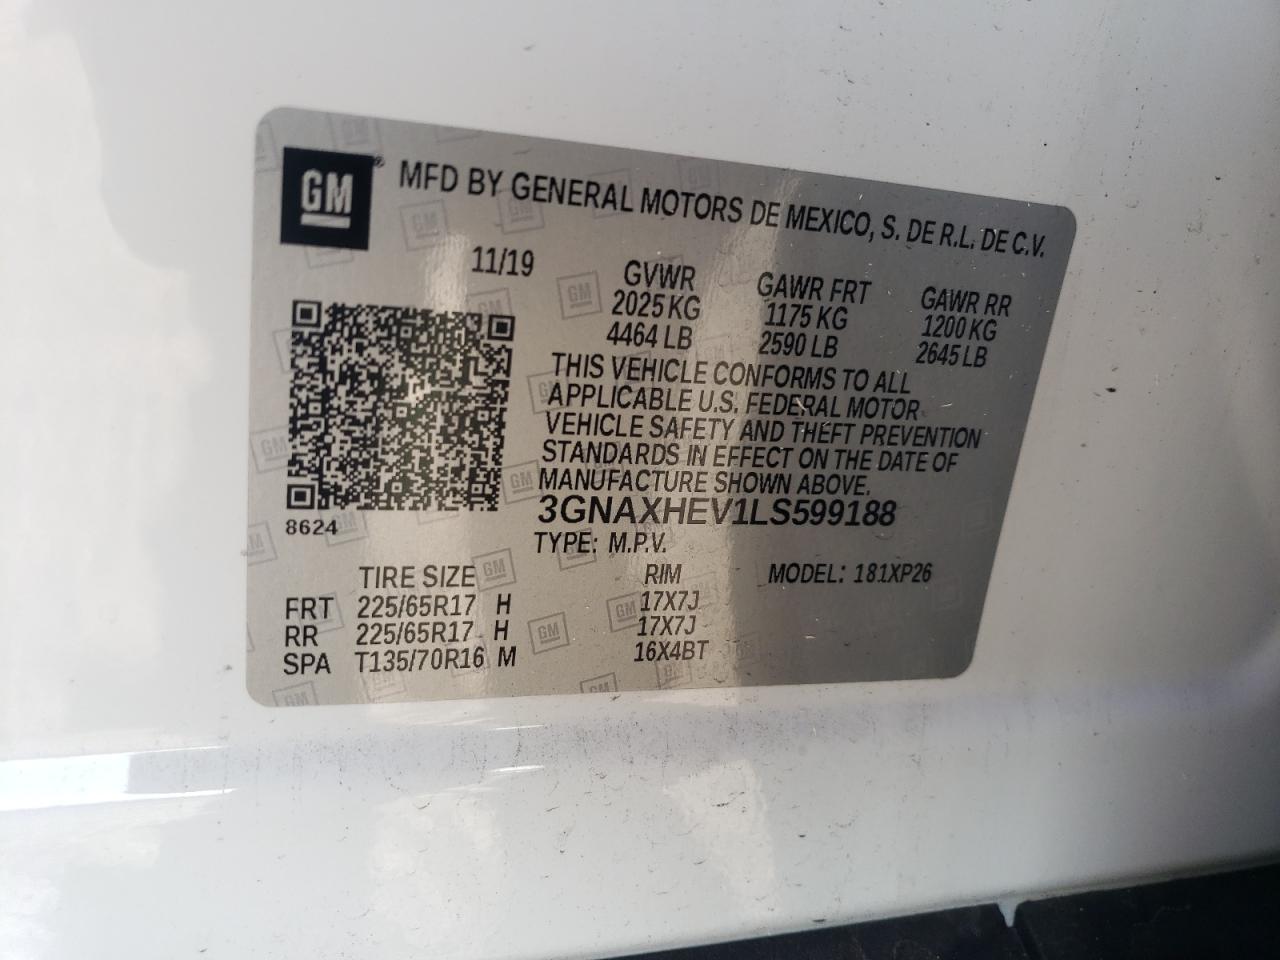 GM® MFD BY GENERAL MOTORS DE MEXICO, S. DE R.L. DE C.V.
11/19 GVWR GAWR FRT GAWR RR
2025 KG 1175 KG 1200 KG
4464 LB 2590 LB 2645 LB
THIS VEHICLE CONFORMS TO ALL
APPLICABLE U.S. FEDERAL MOTOR
VEHICLE SAFETY AND THEFT PREVENTION
STANDARDS IN EFFECT ON THE DATE OF
MANUFACTURE SHOWN ABOVE.
3GNAXHEV1LS599188
8624
TYPE: M.P.V.
TIRE SIZE RIM MODEL: 181XP26
FRT 225/65R17 H 17X7J
RR 225/65R17 H 17X7J
SPA T135/70R16 M 16X4BT